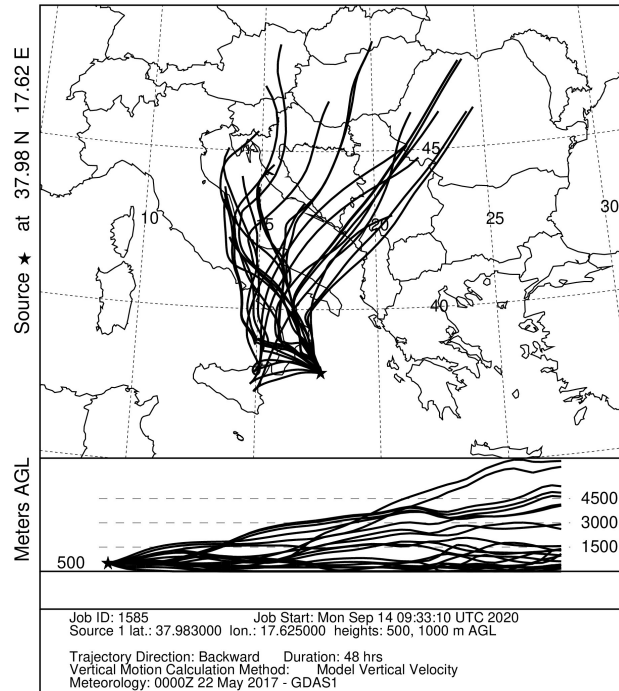 Source ★ at 37.98 N 17.62 E
45
10
15
20
25
30
40
Meters AGL
4500
3000
1500
500
Job ID: 1585 Job Start: Mon Sep 14 09:33:10 UTC 2020
Source 1 lat.: 37.983000 lon.: 17.625000 heights: 500, 1000 m AGL
Trajectory Direction: Backward Duration: 48 hrs
Vertical Motion Calculation Method: Model Vertical Velocity
Meteorology: 0000Z 22 May 2017 - GDAS1